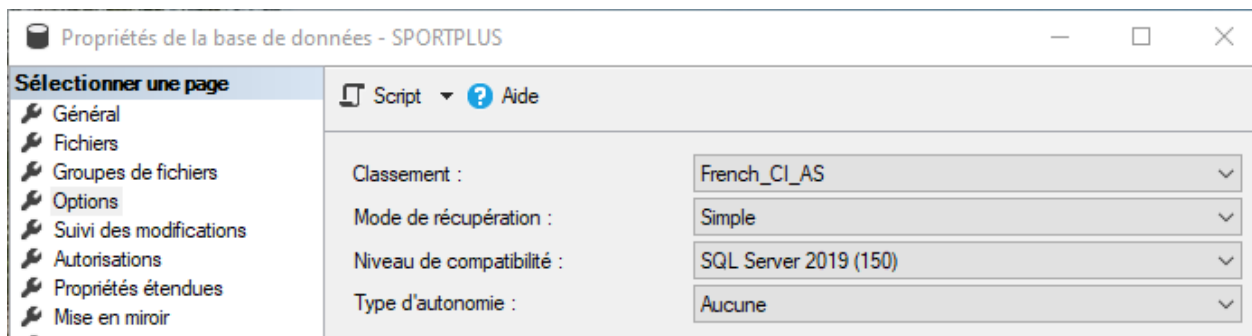 Propriétés de la base de données - SPORTPLUS
Sélectionner une page
Général
Fichiers
Groupes de fichiers
Options
Suivi des modifications
Autorisations
Propriétés étendues
Mise en miroir
Script ? Aide
Classement : French_CI_AS
Mode de récupération : Simple
Niveau de compatibilité : SQL Server 2019 (150)
Type d'autonomie : Aucune